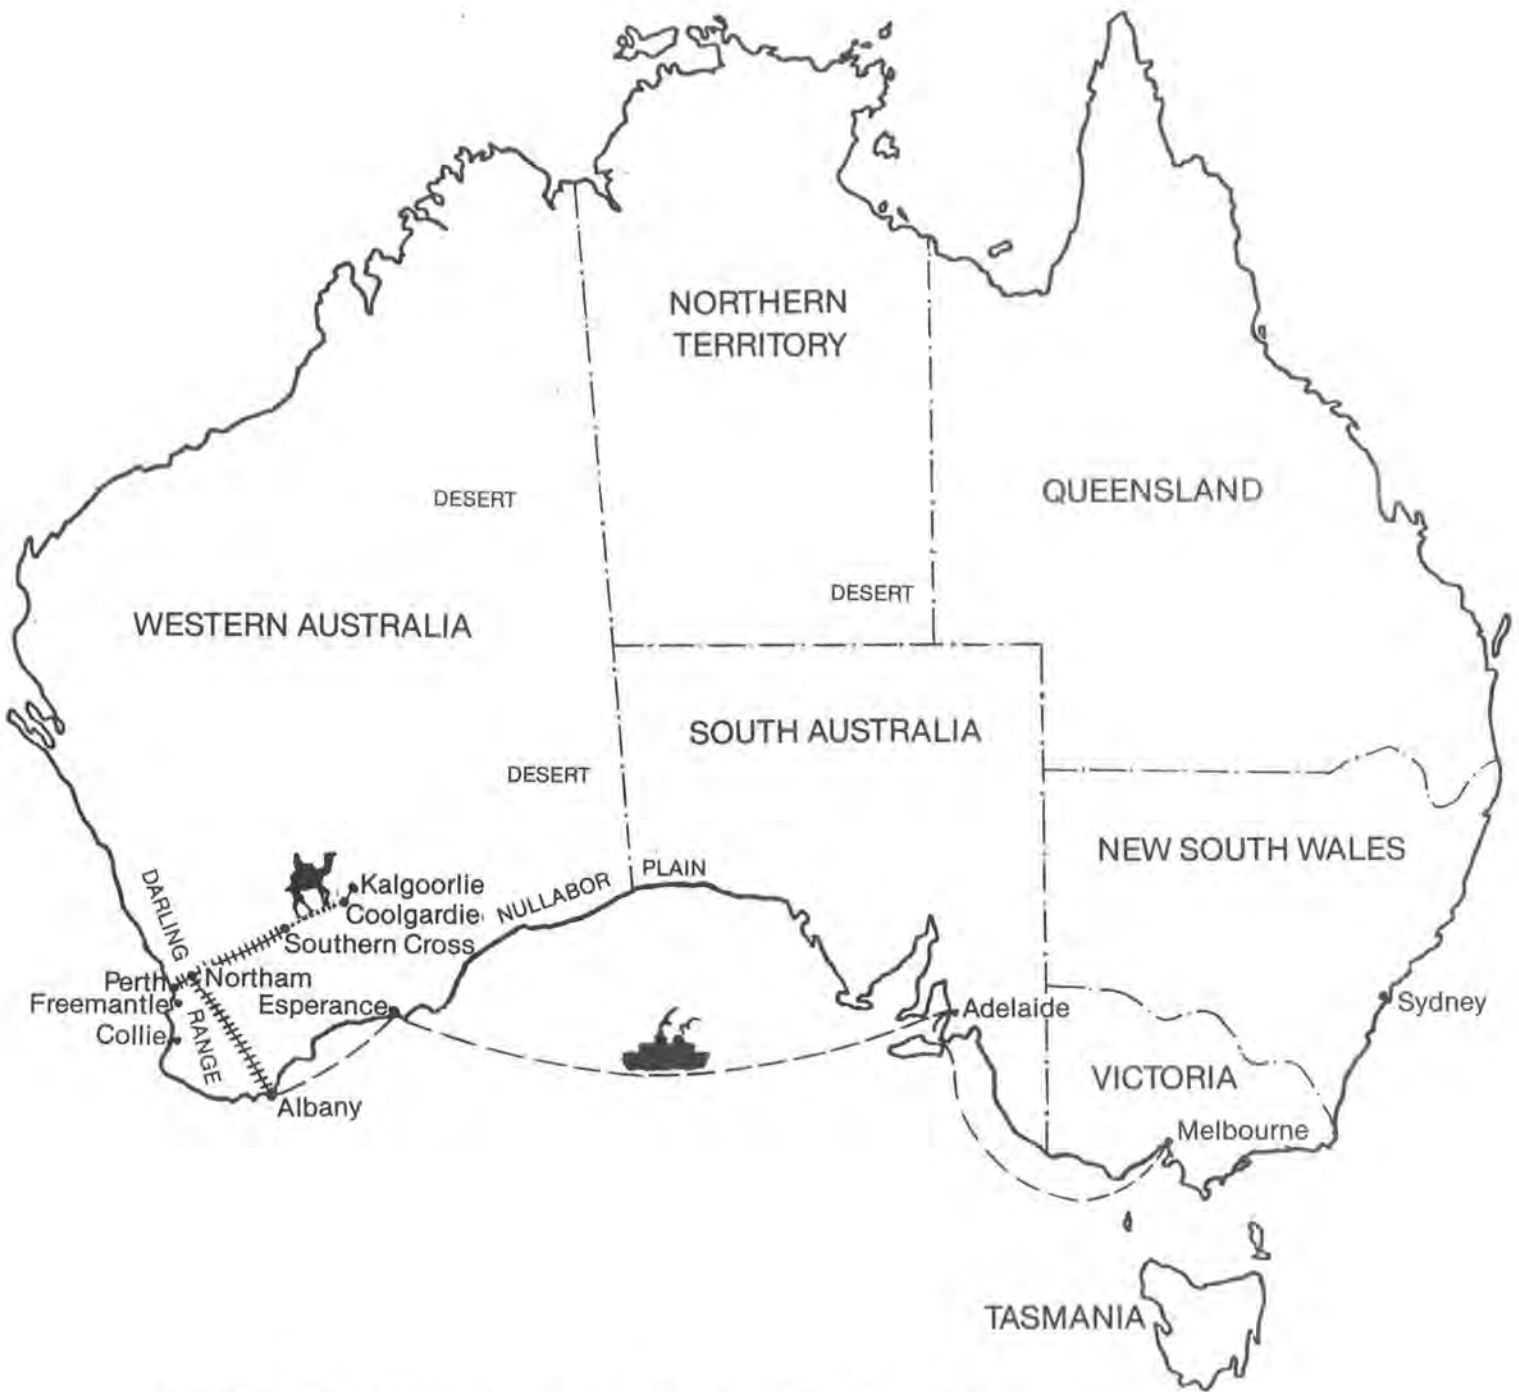 NORTHERN
TERRITORY
DESERT
QUEENSLAND
DESERT
WESTERN AUSTRALIA
SOUTH AUSTRALIA
DESERT
NEW SOUTH WALES
DARLING
RANGE
Kalgoorlie
Coolgardie
NULLABOR
PLAIN
Southern Cross
Perth
Northam
Freemantle
Esperance
Collie
Albany
Adelaide
Sydney
VICTORIA
Melbourne
TASMANIA